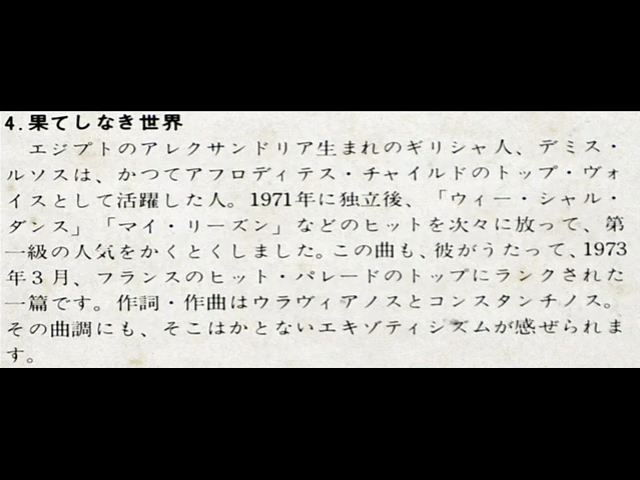 4.果てしなき世界
エジプトのアレクサンドリア生まれのギリシャ人、デミス・
ルソスは、かつてアフロディテス・チャイルドのトップ・ヴォ
イスとして活躍した人。1971年に独立後、「ウィー・シャル・
ダンス」「マイ・リーズン」などのヒットを次々に放って、第
一級の人気をかくとくしました。この曲も、彼がうたって、1973
年3月、フランスのヒット・パレードのトップにランクされた
一篇です。作詞・作曲はウラヴィアノスとコンスタンチノス。
その曲調にも、そこはかとないエキゾティシズムが感ぜられま
す。